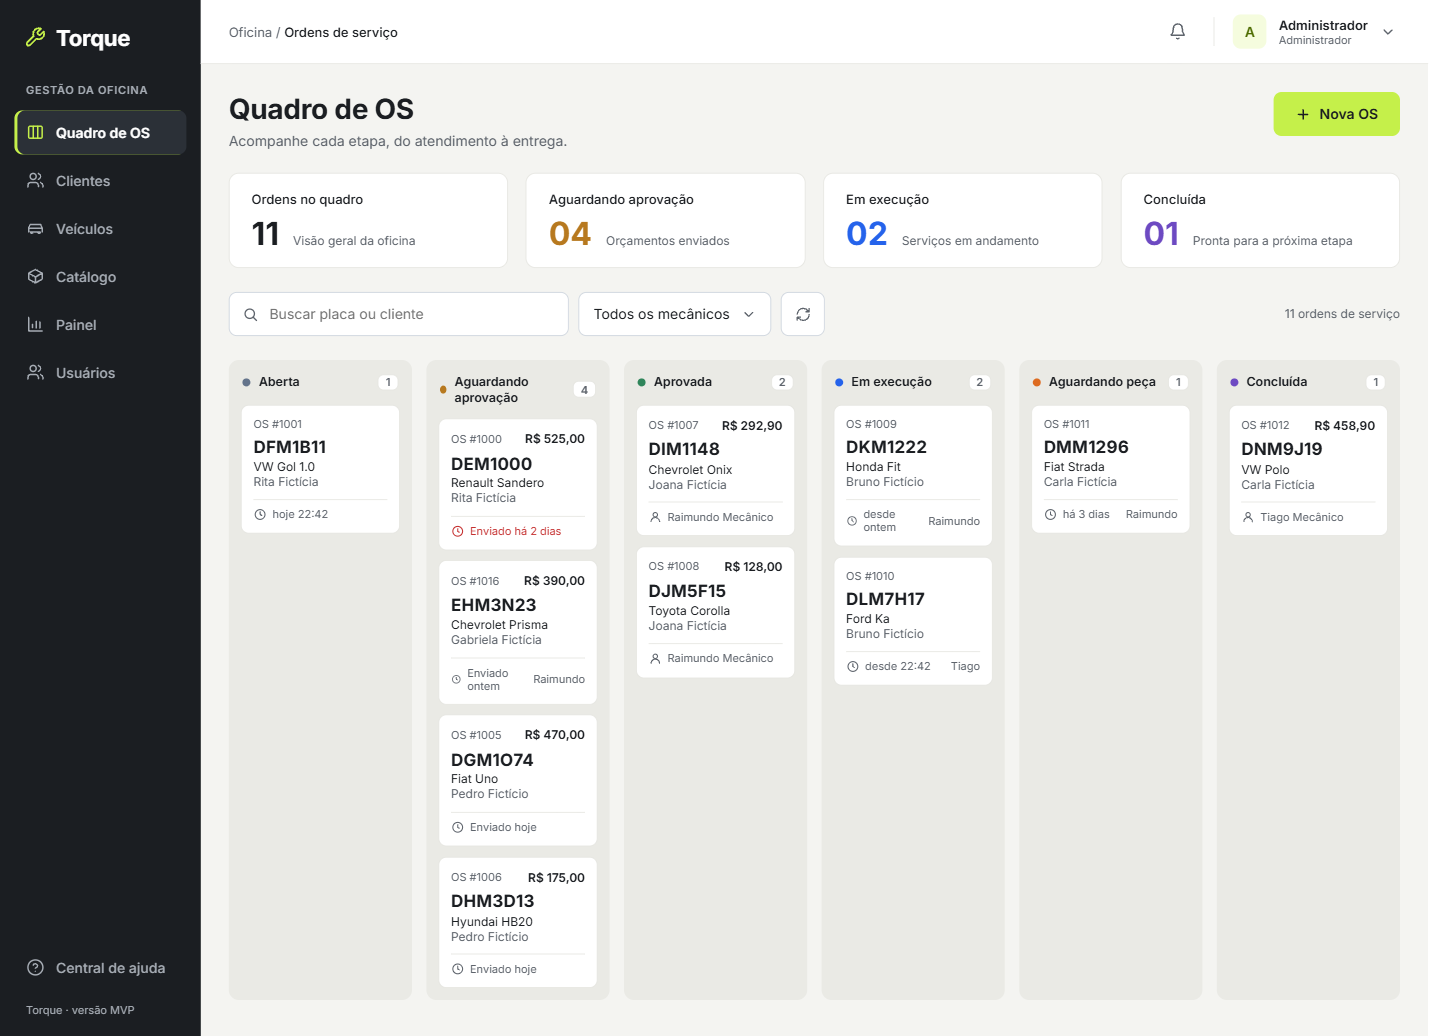 Torque
GESTÃO DA OFICINA
Quadro de OS
Clientes
Veículos
Catálogo
Painel
Usuários
Central de ajuda
Torque · versão MVP
Oficina / Ordens de serviço
A
Administrador
Administrador
Quadro de OS
Acompanhe cada etapa, do atendimento à entrega.
+ Nova OS
Ordens no quadro
11 Visão geral da oficina
Aguardando aprovação
04 Orçamentos enviados
Em execução
02 Serviços em andamento
Concluída
01 Pronta para a próxima etapa
Buscar placa ou cliente
Todos os mecânicos
11 ordens de serviço
Aberta 1
OS #1001
DFM1B11
VW Gol 1.0
Rita Fictícia
hoje 22:42
Aguardando
aprovação
4
OS #1000 R$ 525,00
DEM1000
Renault Sandero
Rita Fictícia
Enviado há 2 dias
OS #1016 R$ 390,00
EHM3N23
Chevrolet Prisma
Gabriela Fictícia
Enviado
ontem
Raimundo
OS #1005 R$ 470,00
DGM1O74
Fiat Uno
Pedro Fictício
Enviado hoje
OS #1006 R$ 175,00
DHM3D13
Hyundai HB20
Pedro Fictício
Enviado hoje
Aprovada 2
OS #1007 R$ 292,90
DIM1148
Chevrolet Onix
Joana Fictícia
Raimundo Mecânico
OS #1008 R$ 128,00
DJM5F15
Toyota Corolla
Joana Fictícia
Raimundo Mecânico
Em execução 2
OS #1009
DKM1222
Honda Fit
Bruno Fictício
desde
ontem
Raimundo
OS #1010
DLM7H17
Ford Ka
Bruno Fictício
desde 22:42 Tiago
Aguardando peça 1
OS #1011
DMM1296
Fiat Strada
Carla Fictícia
há 3 dias Raimundo
Concluída 1
OS #1012 R$ 458,90
DNM9J19
VW Polo
Carla Fictícia
Tiago Mecânico